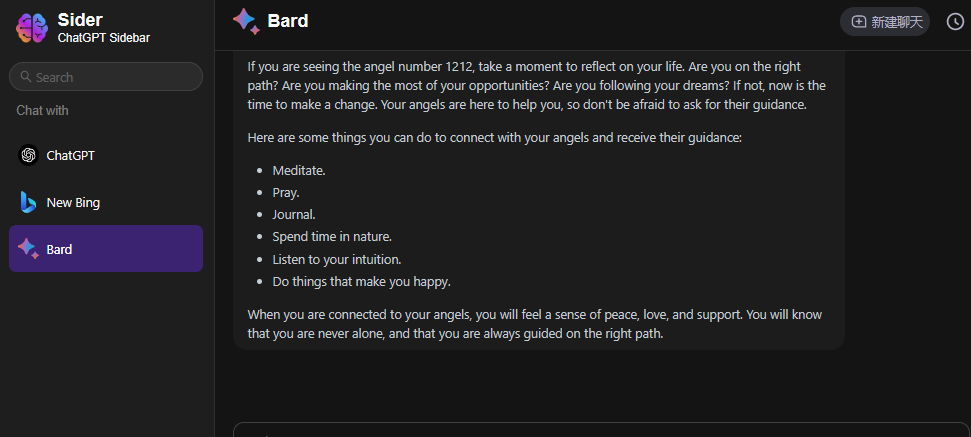 Sider
ChatGPT Sidebar
Search
Chat with
ChatGPT
New Bing
Bard
Bard
新建聊天
If you are seeing the angel number 1212, take a moment to reflect on your life. Are you on the right
path? Are you making the most of your opportunities? Are you following your dreams? If not, now is the
time to make a change. Your angels are here to help you, so don't be afraid to ask for their guidance.
Here are some things you can do to connect with your angels and receive their guidance:
• Meditate.
• Pray.
• Journal.
• Spend time in nature.
• Listen to your intuition.
• Do things that make you happy.
When you are connected to your angels, you will feel a sense of peace, love, and support. You will know
that you are never alone, and that you are always guided on the right path.